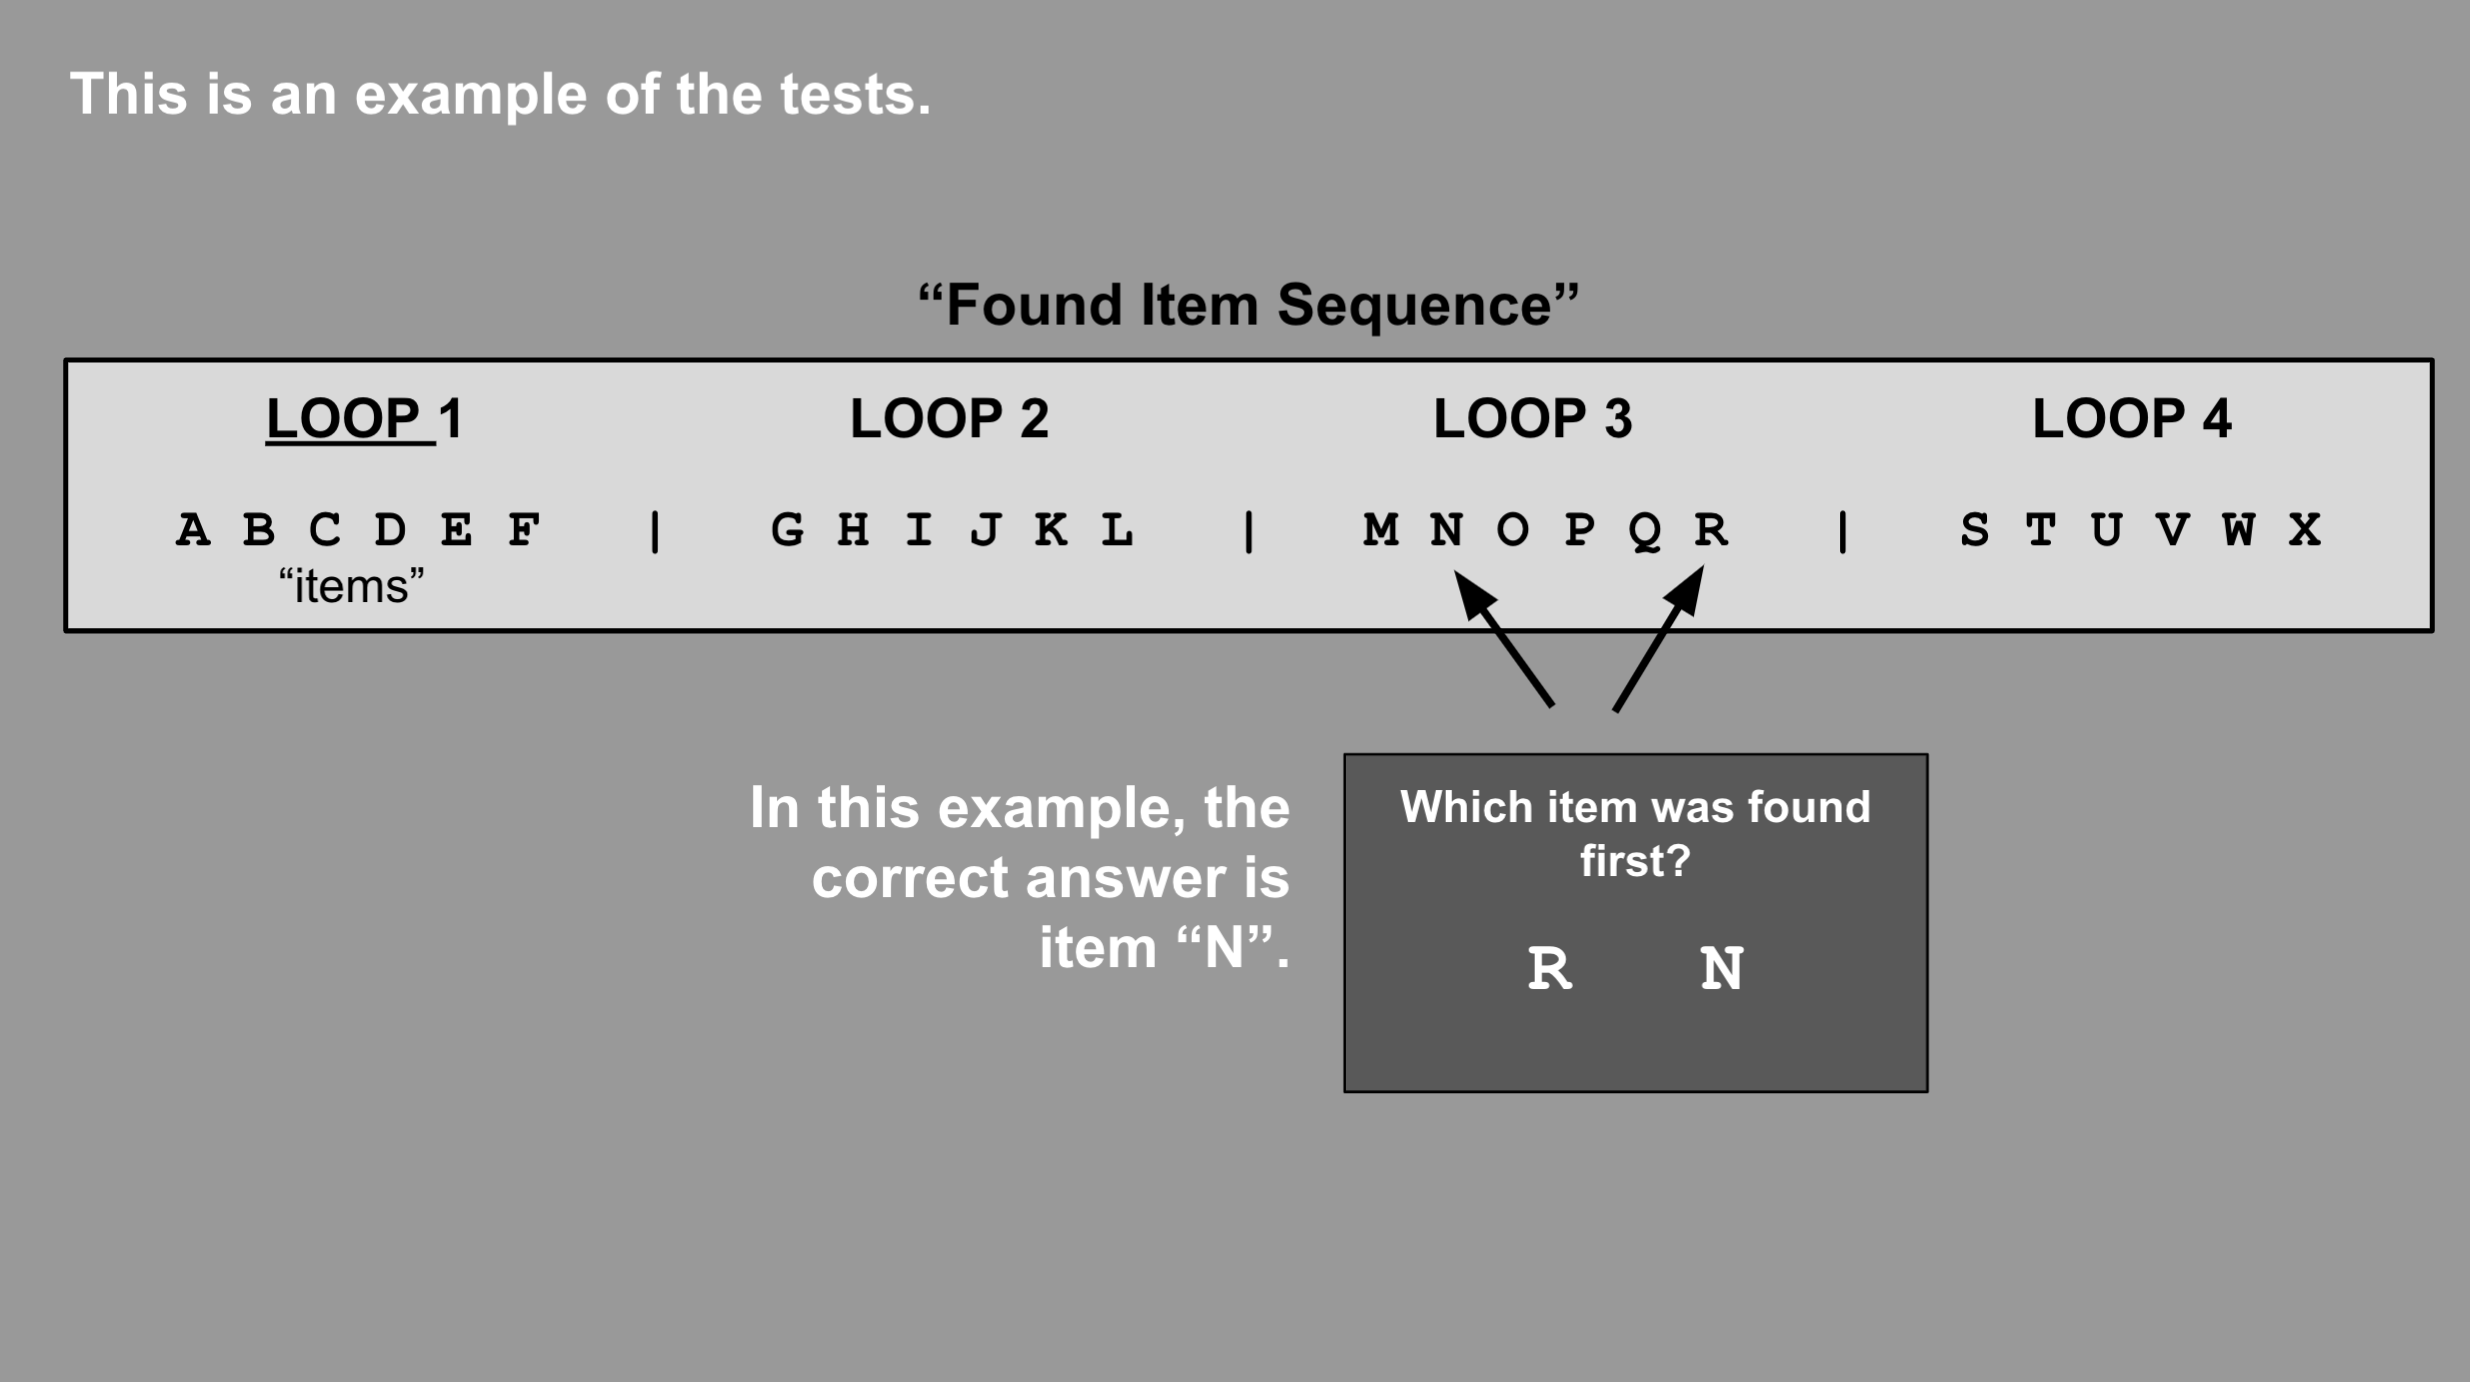 This is an example of the tests.
“Found Item Sequence”
LOOP 1 LOOP 2 LOOP 3 LOOP 4
A B C D E F | G H I J K L | M N O P Q R | S T U V W X
“items”
In this example, the
correct answer is
item “N”.
Which item was found
first?
R N